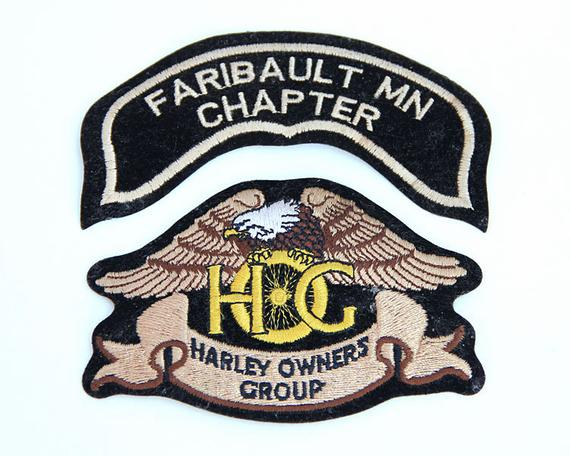 FARIBAULT MN
CHAPTER
HOG
HARLEY OWNERS
GROUP